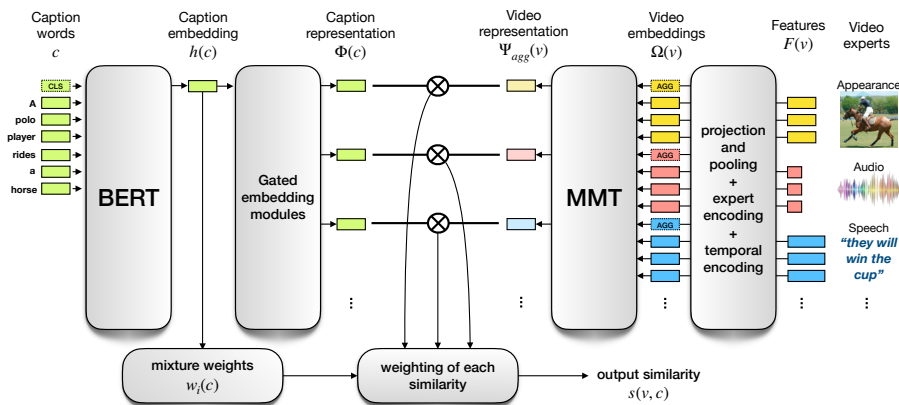 Caption words c
Caption embedding h(c)
Caption representation Φ(c)
Video representation Ψ_agg(v)
Video embeddings Ω(v)
Features F(v)
Video experts
CLS
A
polo
player
rides
a
horse
BERT
Gated
embedding
modules
MMT
AGG
AGG
AGG
projection
and
pooling
+
expert
encoding
+
temporal
encoding
Appearance
Audio
Speech
“they will
win the
cup”
...
...
...
...
...
mixture weights
w_i(c)
weighting of each
similarity
output similarity
s(v, c)